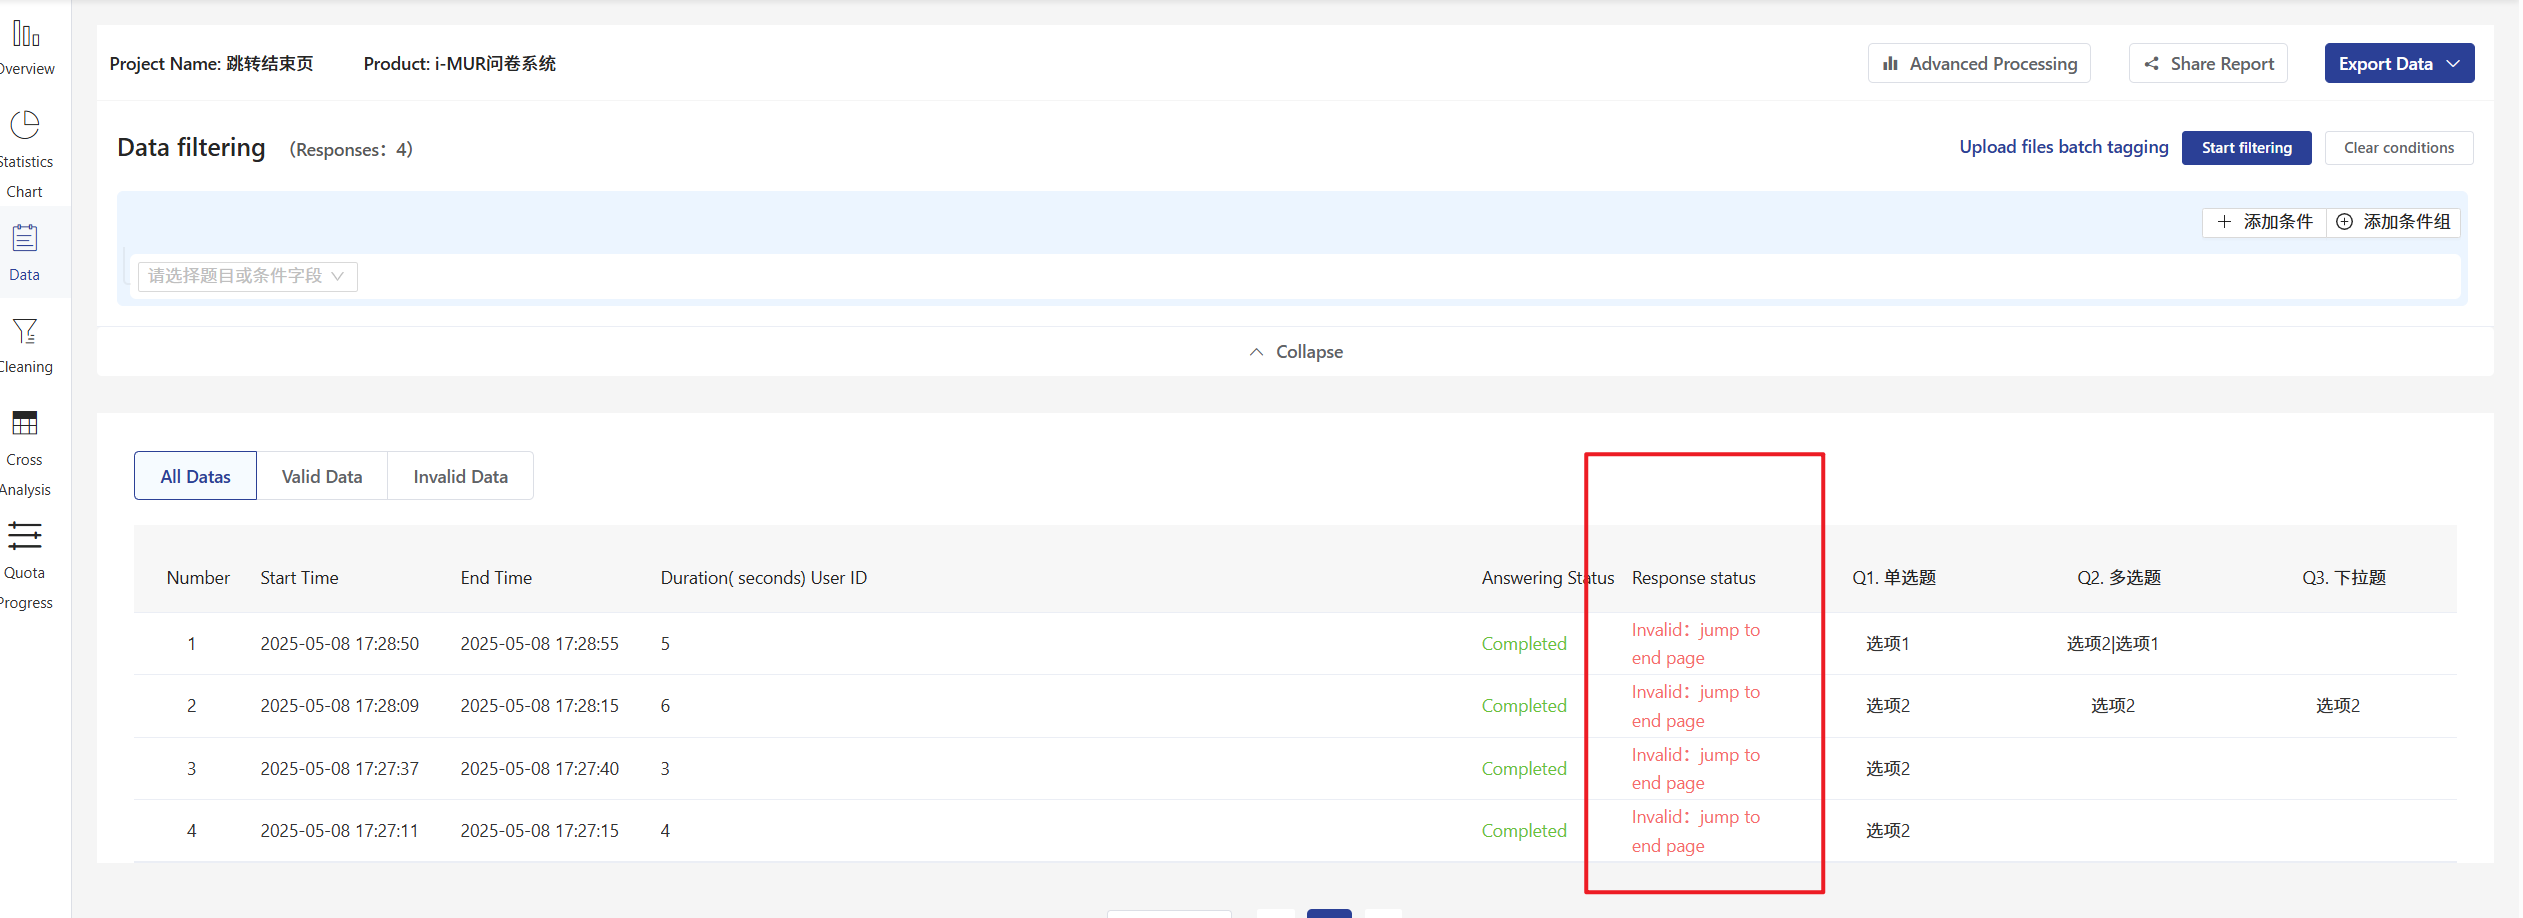 Overview
Statistics
Chart
Data
Cleaning
Cross
Analysis
Quota
Progress
Project Name: 跳转结束页 Product: i-MUR问卷系统
Advanced Processing
Share Report
Export Data
Data filtering (Responses：4)
Upload files batch tagging
Start filtering
Clear conditions
添加条件
添加条件组
请选择题目或条件字段
Collapse
All Datas Valid Data Invalid Data
Number Start Time End Time Duration( seconds) User ID Answering Status Response status Q1. 单选题 Q2. 多选题 Q3. 下拉题
1 2025-05-08 17:28:50 2025-05-08 17:28:55 5 Completed Invalid：jump to
end page 选项1 选项2|选项1
2 2025-05-08 17:28:09 2025-05-08 17:28:15 6 Completed Invalid：jump to
end page 选项2 选项2 选项2
3 2025-05-08 17:27:37 2025-05-08 17:27:40 3 Completed Invalid：jump to
end page 选项2
4 2025-05-08 17:27:11 2025-05-08 17:27:15 4 Completed Invalid：jump to
end page 选项2